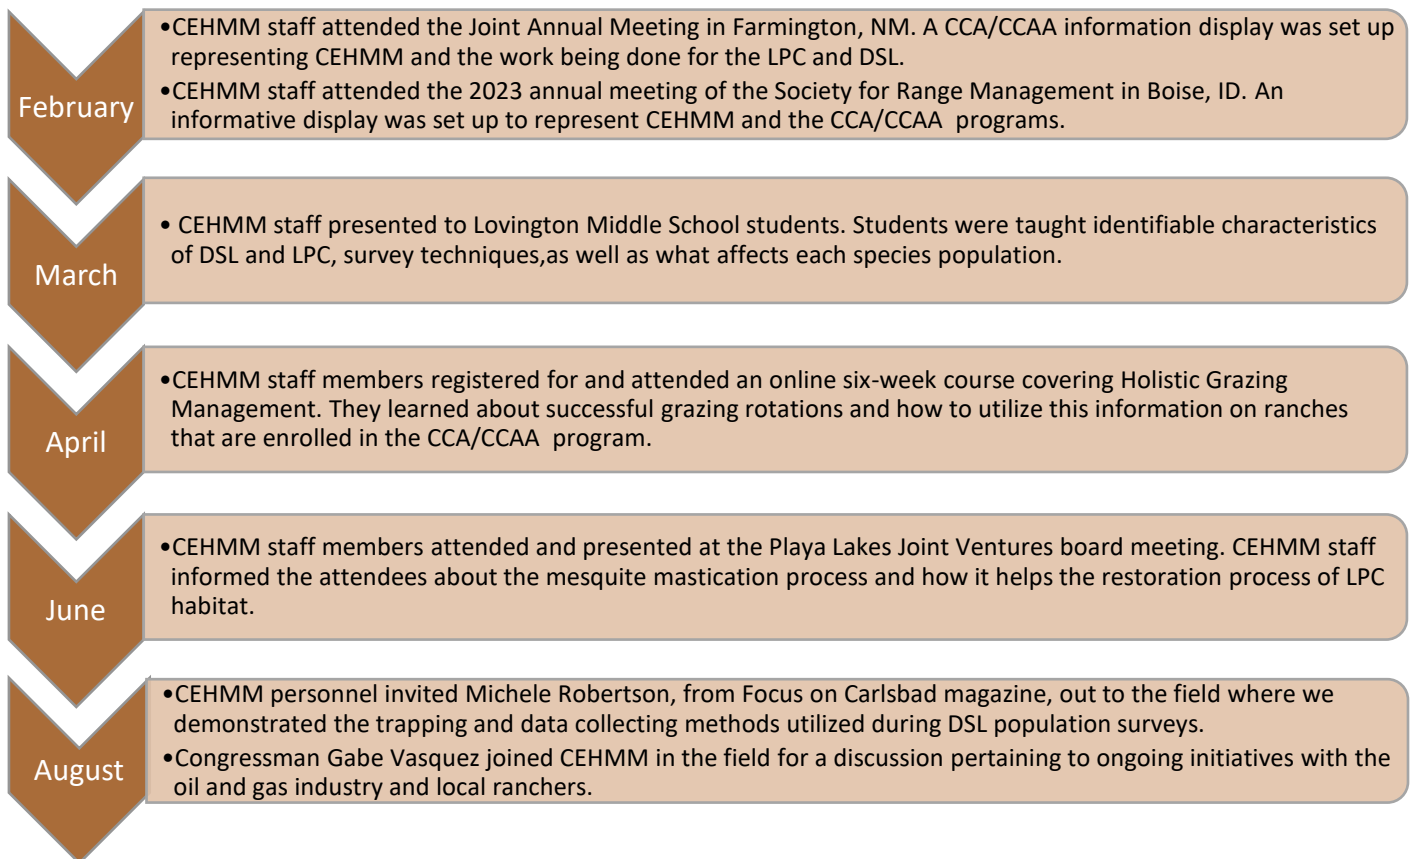 February
•CEHMM staff attended the Joint Annual Meeting in Farmington, NM. A CCA/CCAA information display was set up
representing CEHMM and the work being done for the LPC and DSL.
•CEHMM staff attended the 2023 annual meeting of the Society for Range Management in Boise, ID. An
informative display was set up to represent CEHMM and the CCA/CCAA  programs.
March
• CEHMM staff presented to Lovington Middle School students. Students were taught identifiable characteristics
of DSL and LPC, survey techniques,as well as what affects each species population.
April
•CEHMM staff members registered for and attended an online six-week course covering Holistic Grazing
Management. They learned about successful grazing rotations and how to utilize this information on ranches
that are enrolled in the CCA/CCAA  program.
June
•CEHMM staff members attended and presented at the Playa Lakes Joint Ventures board meeting. CEHMM staff
informed the attendees about the mesquite mastication process and how it helps the restoration process of LPC
habitat.
August
•CEHMM personnel invited Michele Robertson, from Focus on Carlsbad magazine, out to the field where we
demonstrated the trapping and data collecting methods utilized during DSL population surveys.
•Congressman Gabe Vasquez joined CEHMM in the field for a discussion pertaining to ongoing initiatives with the
oil and gas industry and local ranchers.